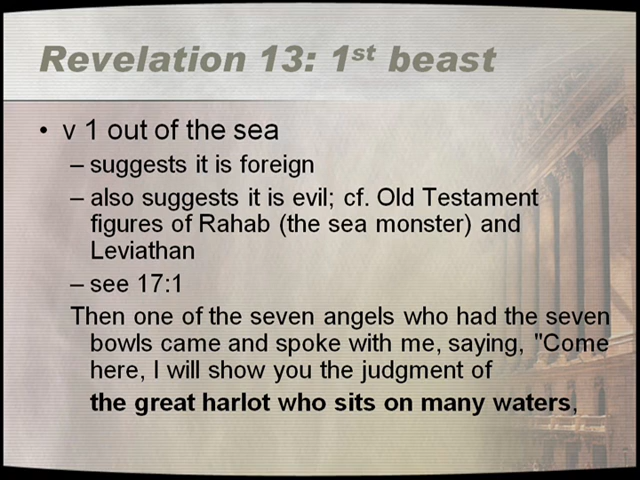 Revelation 13: 1st beast
• v 1 out of the sea
– suggests it is foreign
– also suggests it is evil; cf. Old Testament
figures of Rahab (the sea monster) and
Leviathan
– see 17:1
Then one of the seven angels who had the seven
bowls came and spoke with me, saying, "Come
here, I will show you the judgment of
the great harlot who sits on many waters,